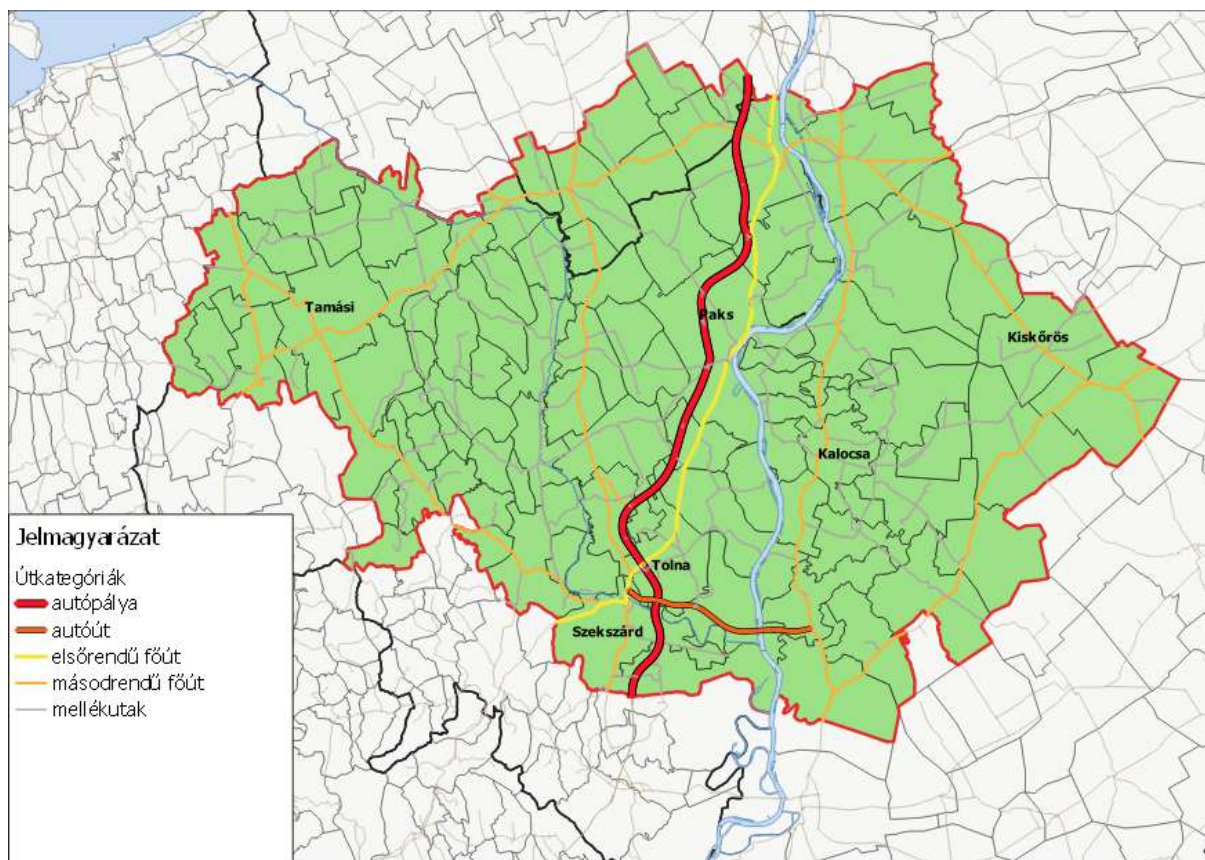 Tamási
Paks
Kiskőrös
Kalocsa
Tolna
Szekszárd
Jelmagyarázat
Útkategóriák
autópálya
autóút
elsőrendű főút
másodrendű főút
mellékutak